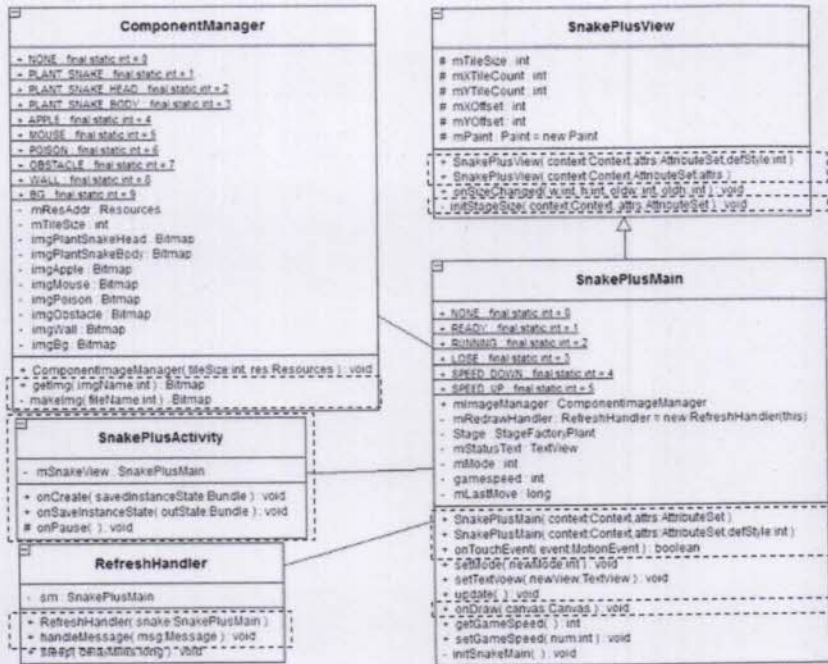 ComponentManager
+ NONE : final static int = 0
+ PLANT_SNAKE : final static int = 1
+ PLANT_SNAKE_HEAD : final static int = 2
+ PLANT_SNAKE_BODY : final static int = 3
+ APPLE : final static int = 4
+ MOUSE : final static int = 5
+ POISON : final static int = 6
+ OBSTACLE : final static int = 7
+ WALL : final static int = 8
+ BG : final static int = 9
- mResAddr : Resources
- mTileSize : int
- imgPlantSnakeHead : Bitmap
- imgPlantSnakeBody : Bitmap
- imgApple : Bitmap
- imgMouse : Bitmap
- imgPoison : Bitmap
- imgObstacle : Bitmap
- imgWall : Bitmap
- imgBg : Bitmap
+ ComponentImageManager( tileSize:int, res:Resources ) : void
+ getImg( imgName:int ) : Bitmap
- makeImg( fileName:int ) : Bitmap
SnakePlusActivity
- mSnakeView : SnakePlusMain
+ onCreate( savedInstanceState:Bundle ) : void
+ onSaveInstanceState( outState:Bundle ) : void
# onPause( ) : void
RefreshHandler
- sm : SnakePlusMain
+ RefreshHandler( snake:SnakePlusMain )
+ handleMessage( msg:Message ) : void
+ sleep( delayMillis:long ) : void
SnakePlusView
# mTileSize : int
# mXTileCount : int
# mYTileCount : int
# mXOffset : int
# mYOffset : int
# mPaint : Paint = new Paint
+ SnakePlusView( context:Context,attrs:AttributeSet,defStyle:int )
+ SnakePlusView( context:Context,AttributeSet:attrs )
- onSizeChanged( w:int, h:int, oldw: int, oldh: int ) : void
- initStageSize( context:Context, attrs:AttributeSet ) : void
SnakePlusMain
+ NONE : final static int = 0
+ READY : final static int = 1
+ RUNNING : final static int = 2
+ LOSE : final static int = 3
+ SPEED_DOWN : final static int = 4
+ SPEED_UP : final static int = 5
+ mImageManager : ComponentImageManager
- mRedrawHandler : RefreshHandler = new RefreshHandler(this)
- Stage : StageFactoryPlant
- mStatusText : TextView
- mMode : int
- gamespeed : int
- mLastMove : long
+ SnakePlusMain( context:Context,attrs:AttributeSet )
+ SnakePlusMain( context:Context,attrs:AttributeSet,defStyle:int )
+ onTouchEvent( event:MotionEvent ) : boolean
+ setMode( newMode:int ) : void
+ setTextVoew( newView:TextView ) : void
+ update( ) : void
+ onDraw( canvas:Canvas ) : void
+ getGameSpeed( ) : int
+ setGameSpeed( num:int ) : void
- initSnakeMain( ) : void